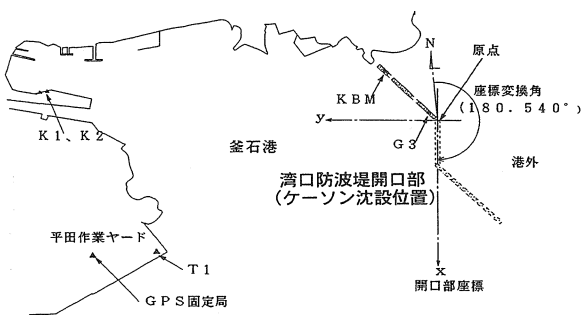 N
原点
KBM
座標変換角
(180.540°)
y
K1、K2
G3
釜石港
港外
湾口防波堤開口部
(ケーソン沈設位置)
平田作業ヤード
T1
x
開口部座標
GPS固定局